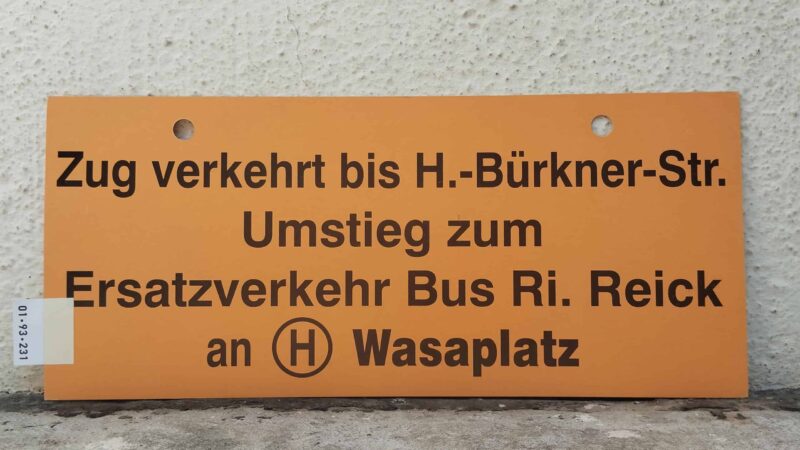 Zug verkehrt bis H.-Bürkner-Str.
Umstieg zum
Ersatzverkehr Bus Ri. Reick
an H Wasaplatz
01·93·231